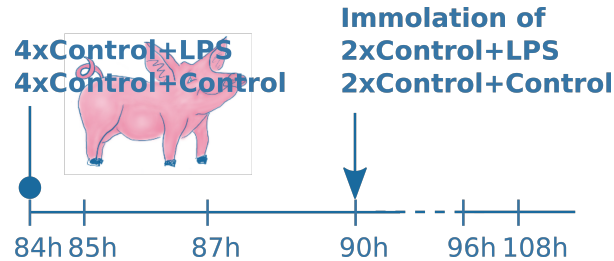 Immolation of
4xControl+LPS
2xControl+LPS
4xControl+Control
2xControl+Control
84h 85h 87h 90h 96h 108h